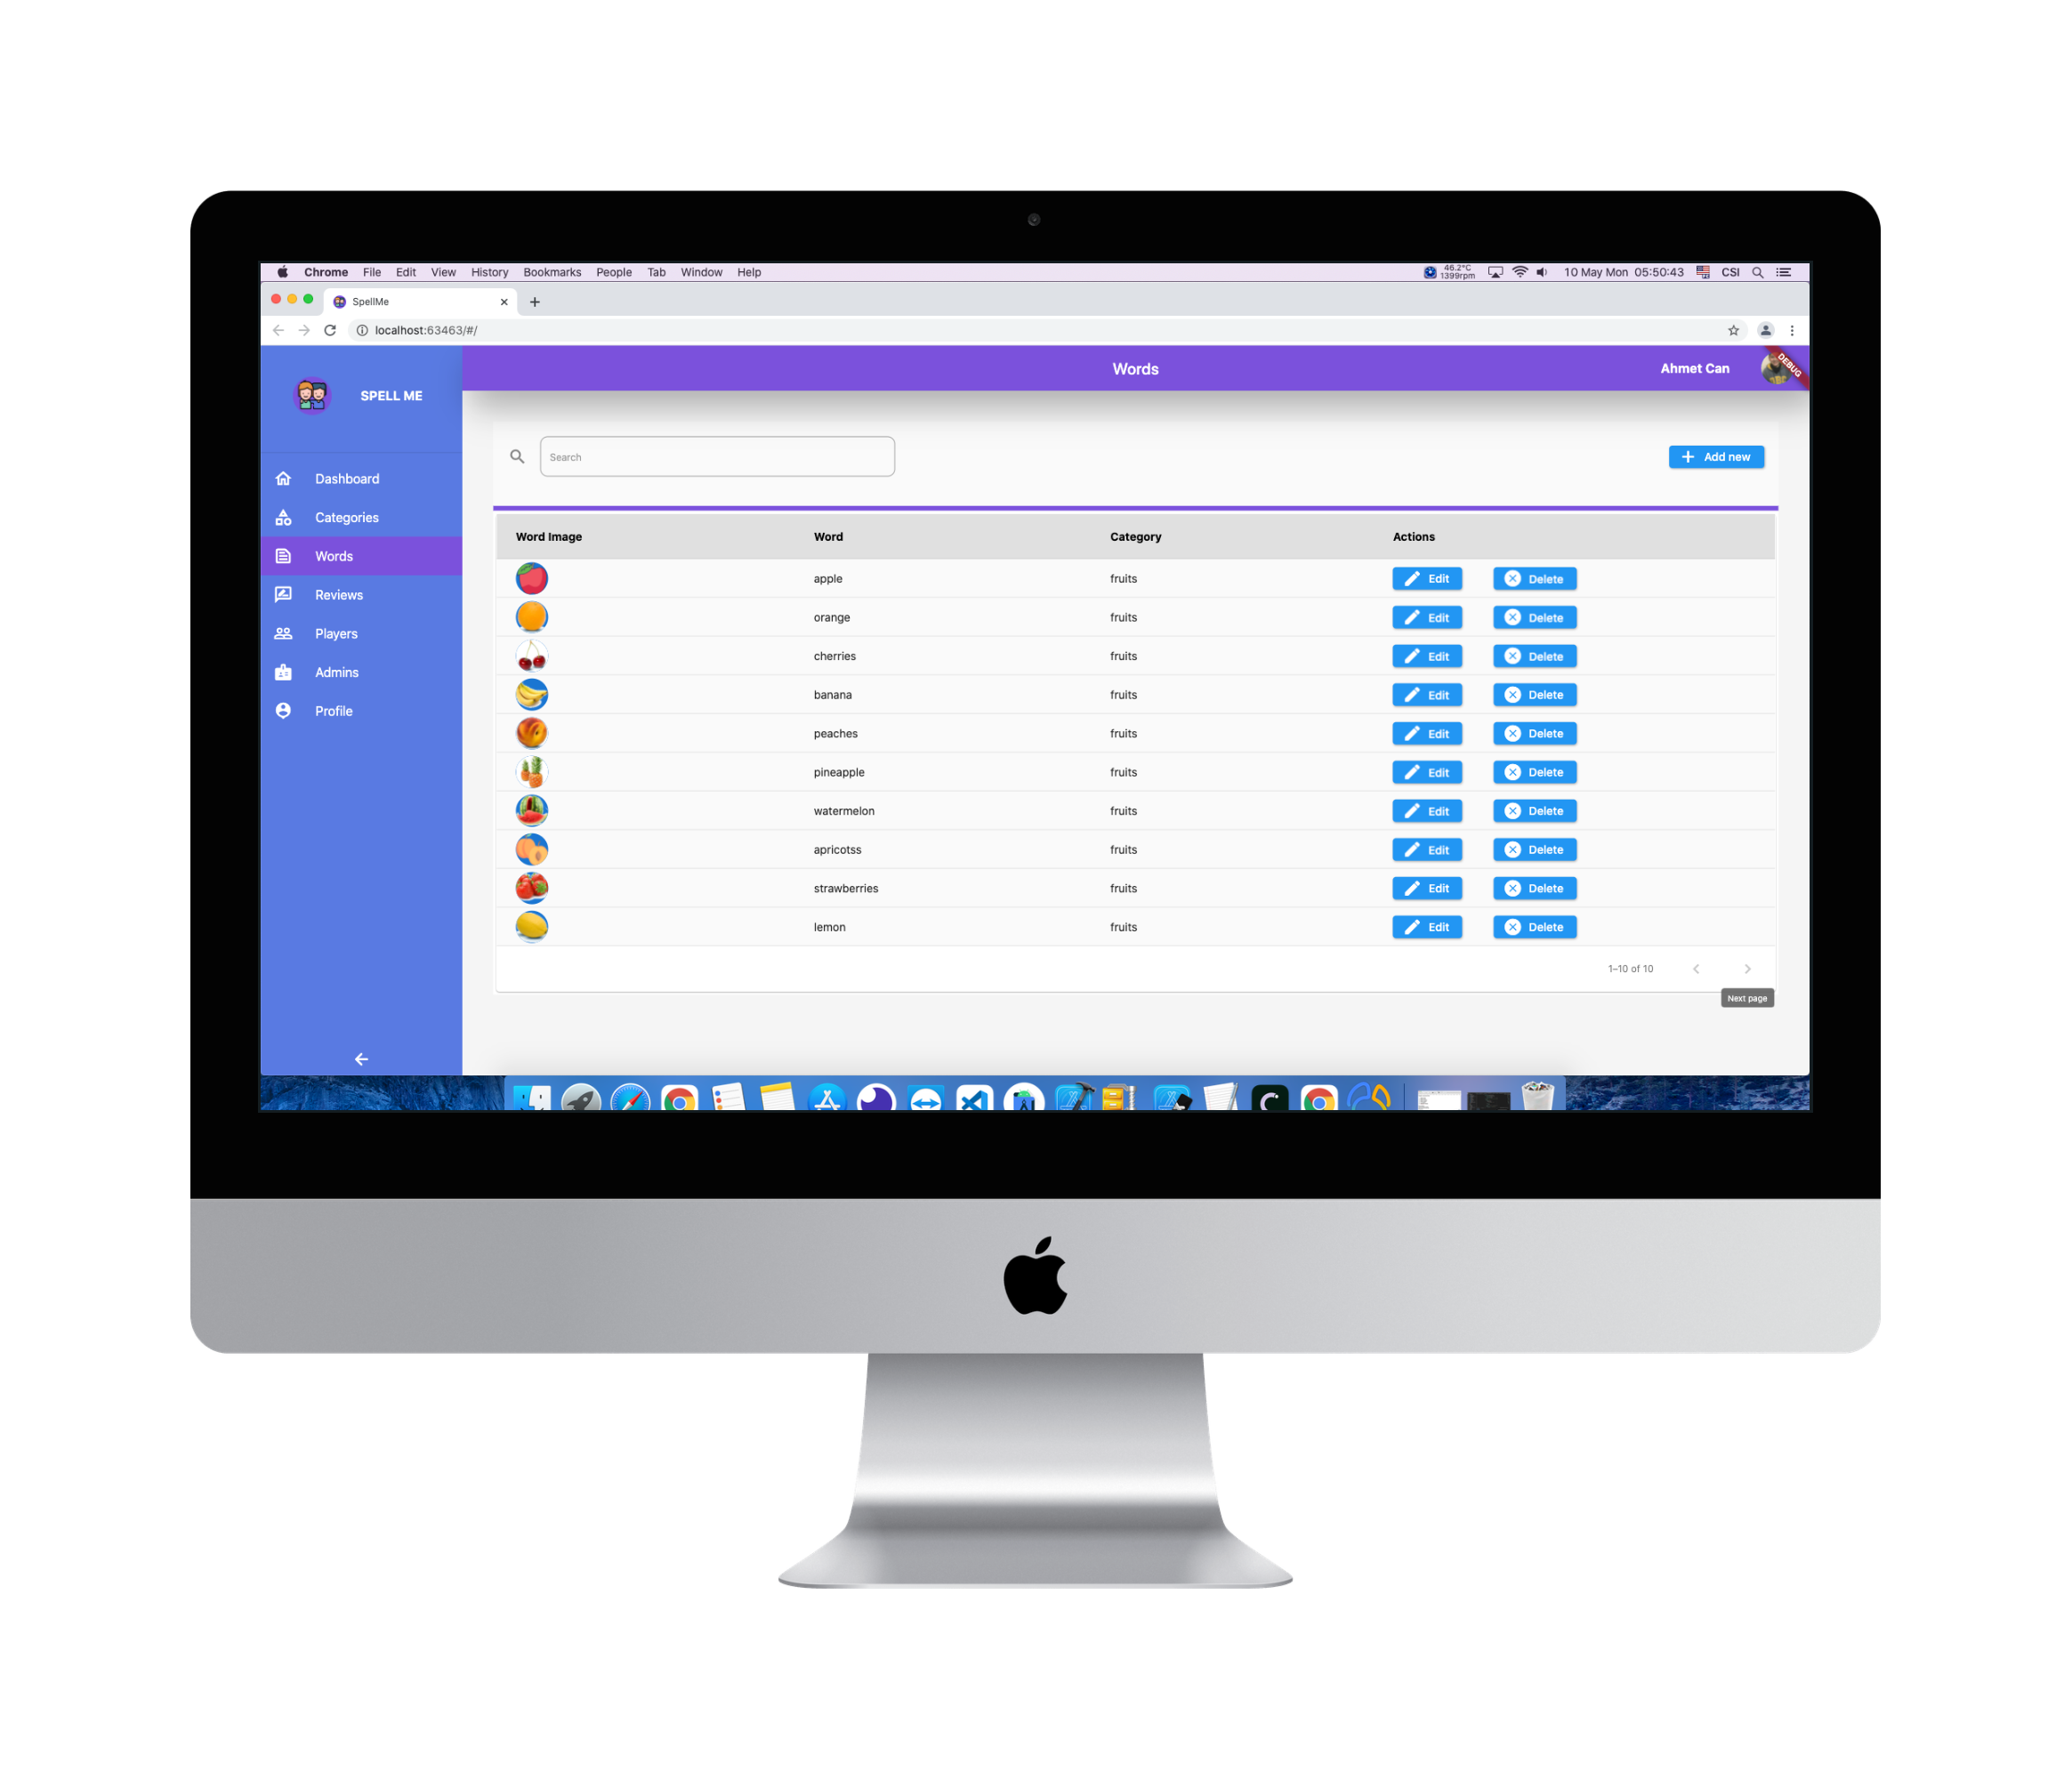 Chrome File Edit View History Bookmarks People Tab Window Help
46.2°C
1399rpm
10 May Mon 05:50:43 CSI
SpellMe
localhost:63463/#/
SPELL ME
Words
Ahmet Can
DEBUG
Dashboard
Categories
Words
Reviews
Players
Admins
Profile
Search
Add new
Word Image Word Category Actions
apple fruits Edit Delete
orange fruits Edit Delete
cherries fruits Edit Delete
banana fruits Edit Delete
peaches fruits Edit Delete
pineapple fruits Edit Delete
watermelon fruits Edit Delete
apricotss fruits Edit Delete
strawberries fruits Edit Delete
lemon fruits Edit Delete
1–10 of 10
Next page